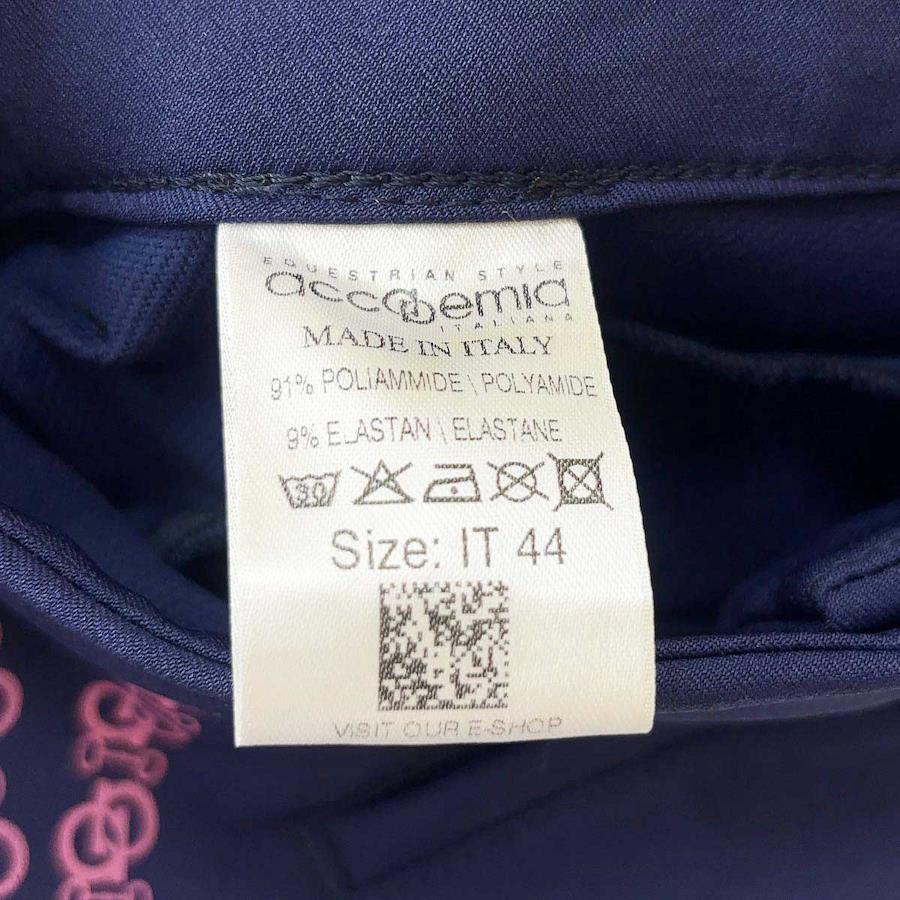 EQUESTRIAN STYLE
accademia
ITALIANA
MADE IN ITALY
91% POLIAMMIDE \ POLYAMIDE
9% ELASTAN \ ELASTANE
30
Size: IT 44
VISIT OUR E-SHOP